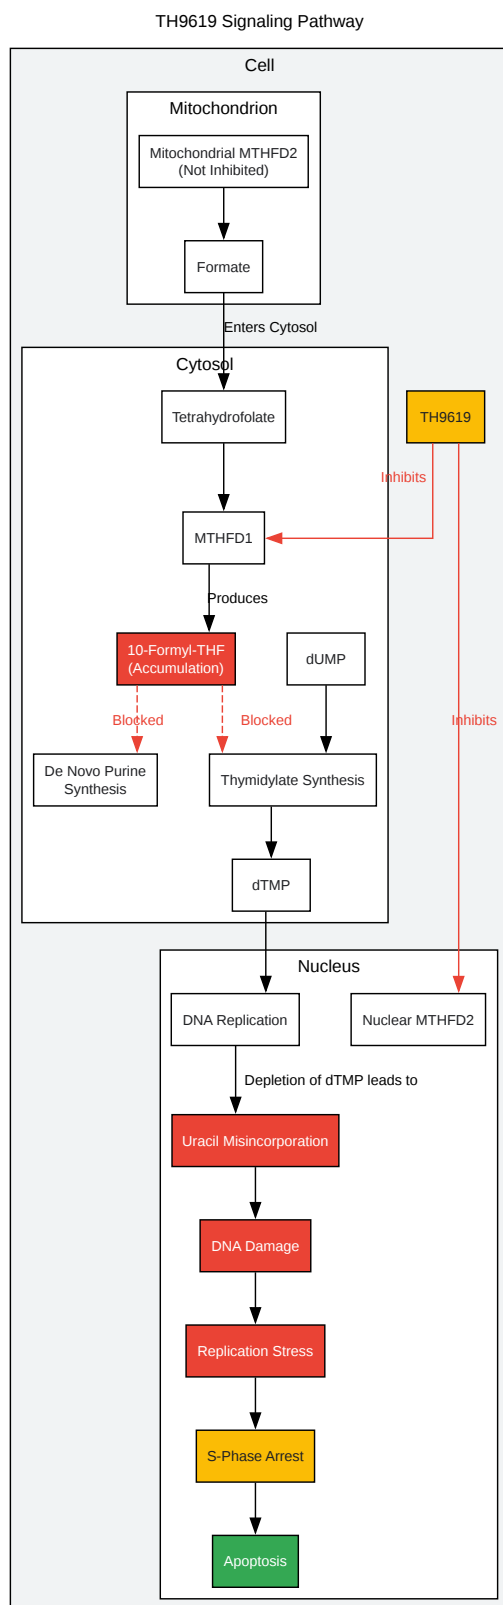 TH9619 Signaling Pathway
Cell
Mitochondrion
Mitochondrial MTHFD2
(Not Inhibited)
Formate
Enters Cytosol
Cytosol
Tetrahydrofolate
TH9619
Inhibits
MTHFD1
Produces
10-Formyl-THF
(Accumulation)
dUMP
Blocked
Blocked
Inhibits
De Novo Purine
Synthesis
Thymidylate Synthesis
dTMP
Nucleus
DNA Replication
Nuclear MTHFD2
Depletion of dTMP leads to
Uracil Misincorporation
DNA Damage
Replication Stress
S-Phase Arrest
Apoptosis